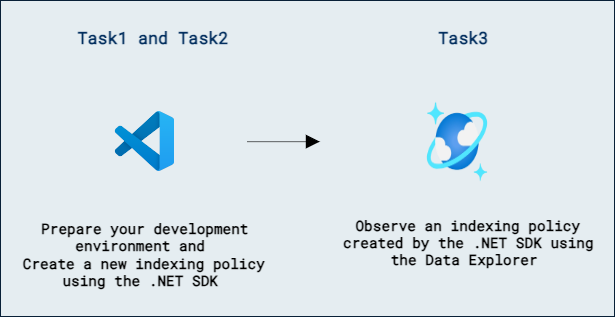 Task1 and Task2
Task3
Prepare your development
environment and
Create a new indexing policy
using the .NET SDK
Observe an indexing policy
created by the .NET SDK using
the Data Explorer